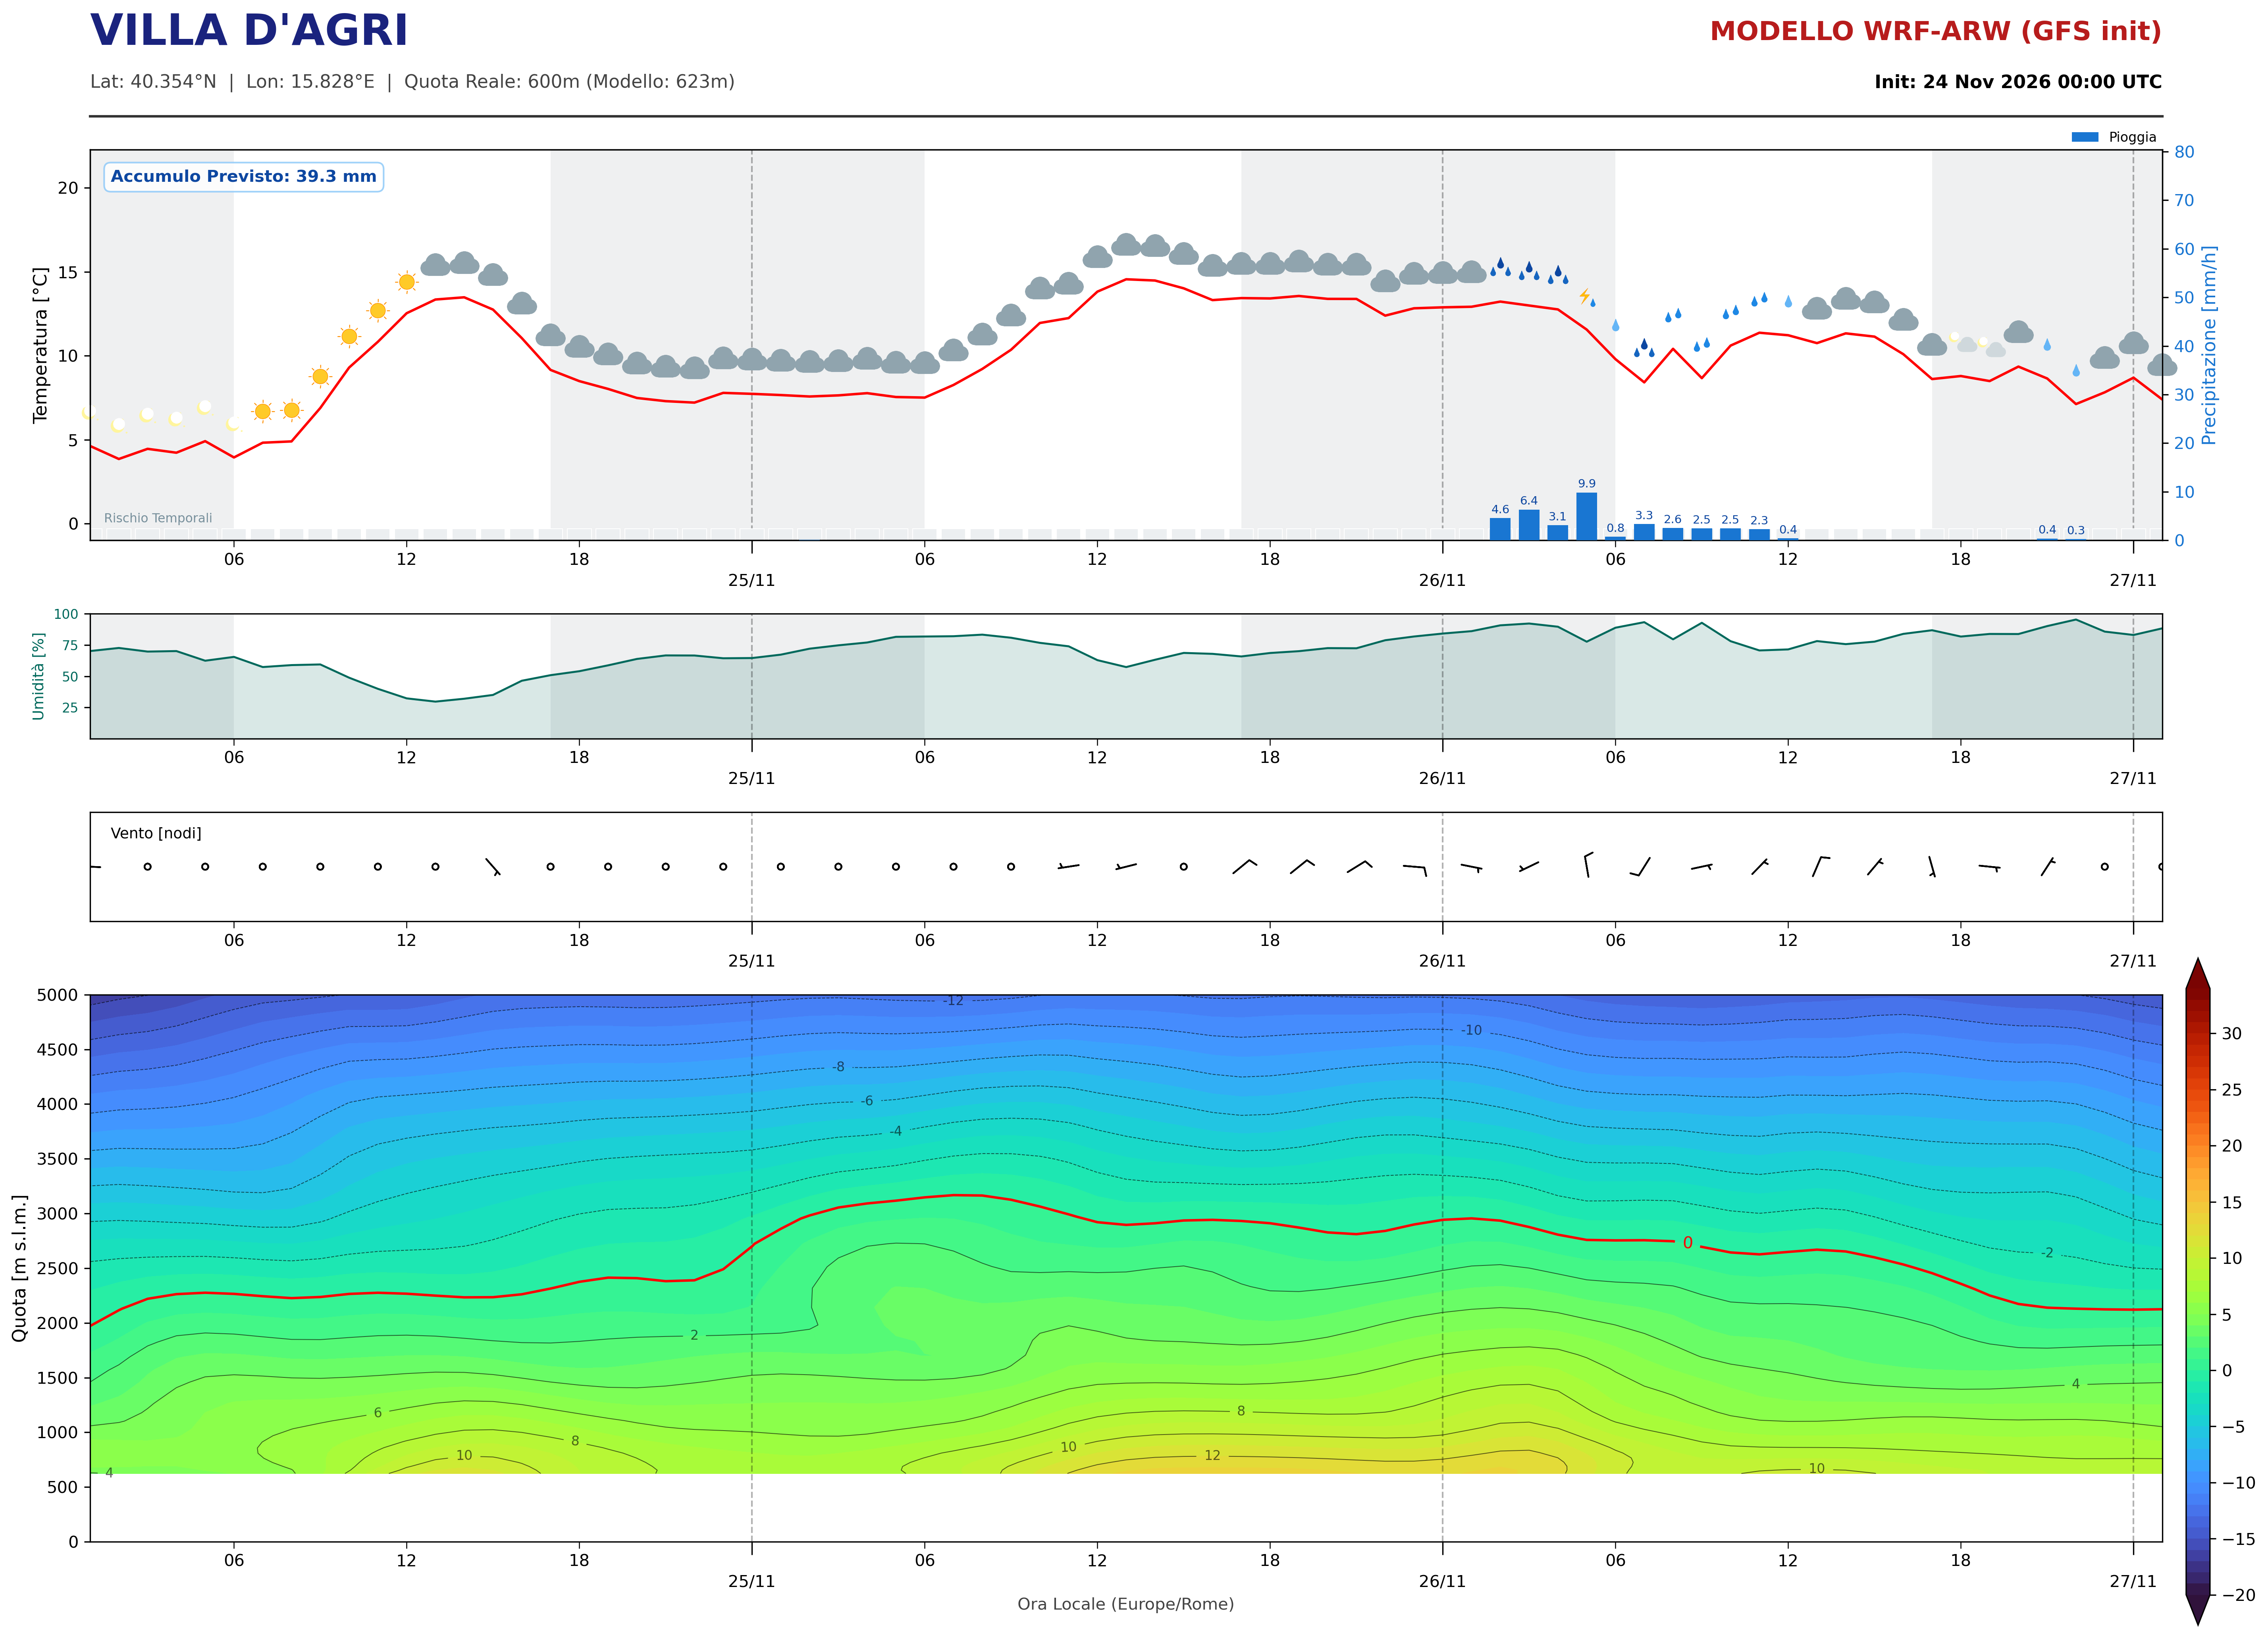 VILLA D'AGRI
MODELLO WRF-ARW (GFS init)
Lat: 40.354°N | Lon: 15.828°E | Quota Reale: 600m (Modello: 623m)
Init: 24 Nov 2026 00:00 UTC
Pioggia
Accumulo Previsto: 39.3 mm
Temperatura [°C]
20
15
10
5
0
Precipitazione [mm/h]
80
70
60
50
40
30
20
10
0
Rischio Temporali
4.6 6.4 3.1 9.9 0.8 3.3 2.6 2.5 2.5 2.3 0.4 0.4 0.3
06 12 18 06 12 18 06 12 18
25/11 26/11 27/11
Umidità [%]
100
75
50
25
06 12 18 06 12 18 06 12 18
25/11 26/11 27/11
Vento [nodi]
06 12 18 06 12 18 06 12 18
25/11 26/11 27/11
Quota [m s.l.m.]
5000
4500
4000
3500
3000
2500
2000
1500
1000
500
0
-12
-10
-8
-6
-4
0
-2
2
4
6
8
8
10
10
12
4
10
30
25
20
15
10
5
0
−5
−10
−15
−20
06 12 18 06 12 18 06 12 18
25/11 26/11 27/11
Ora Locale (Europe/Rome)